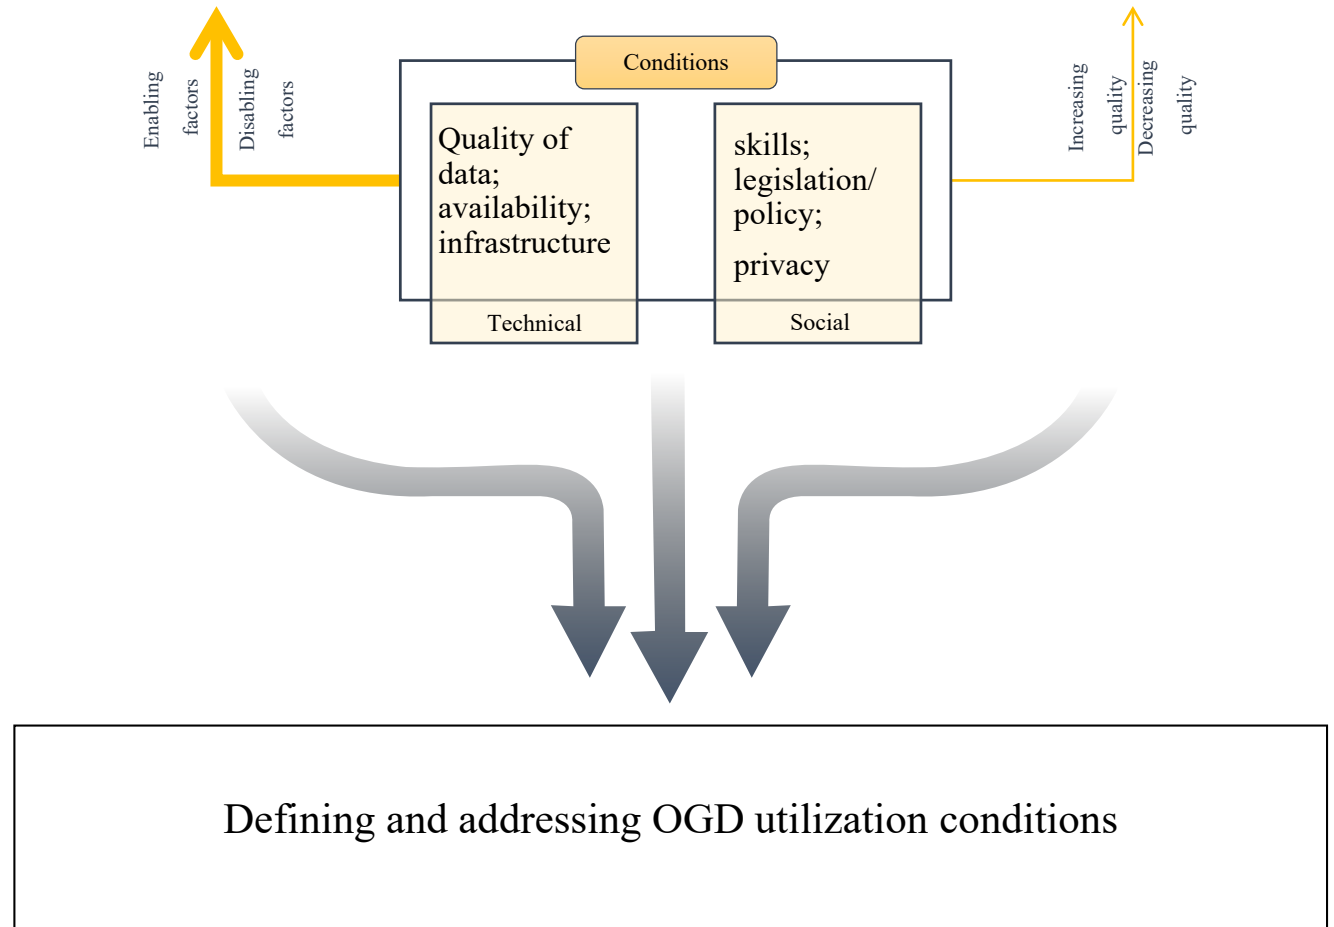 Conditions
Enabling
factors
Disabling
factors
Quality of
data;
availability;
infrastructure
Technical
skills;
legislation/
policy;
privacy
Social
Increasing
quality
Decreasing
quality
Defining and addressing OGD utilization conditions